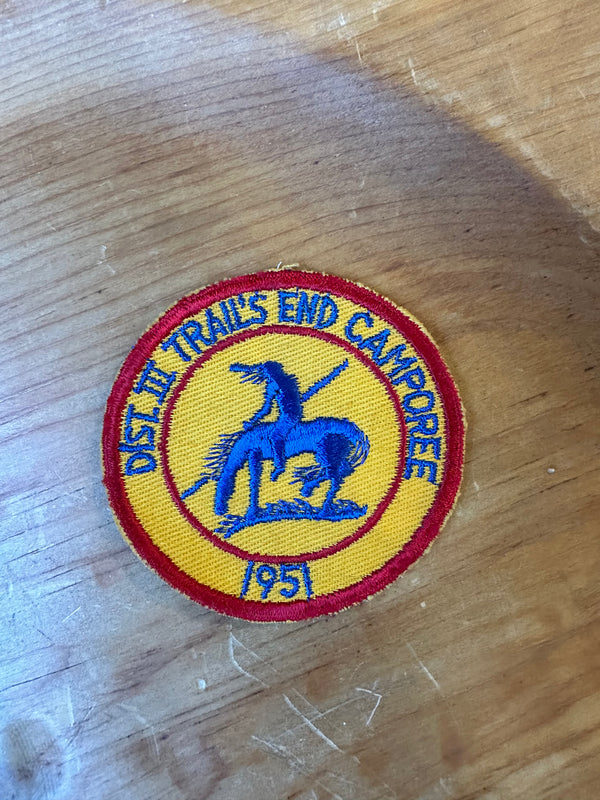 DIST. III TRAIL'S END CAMPOREE
1951